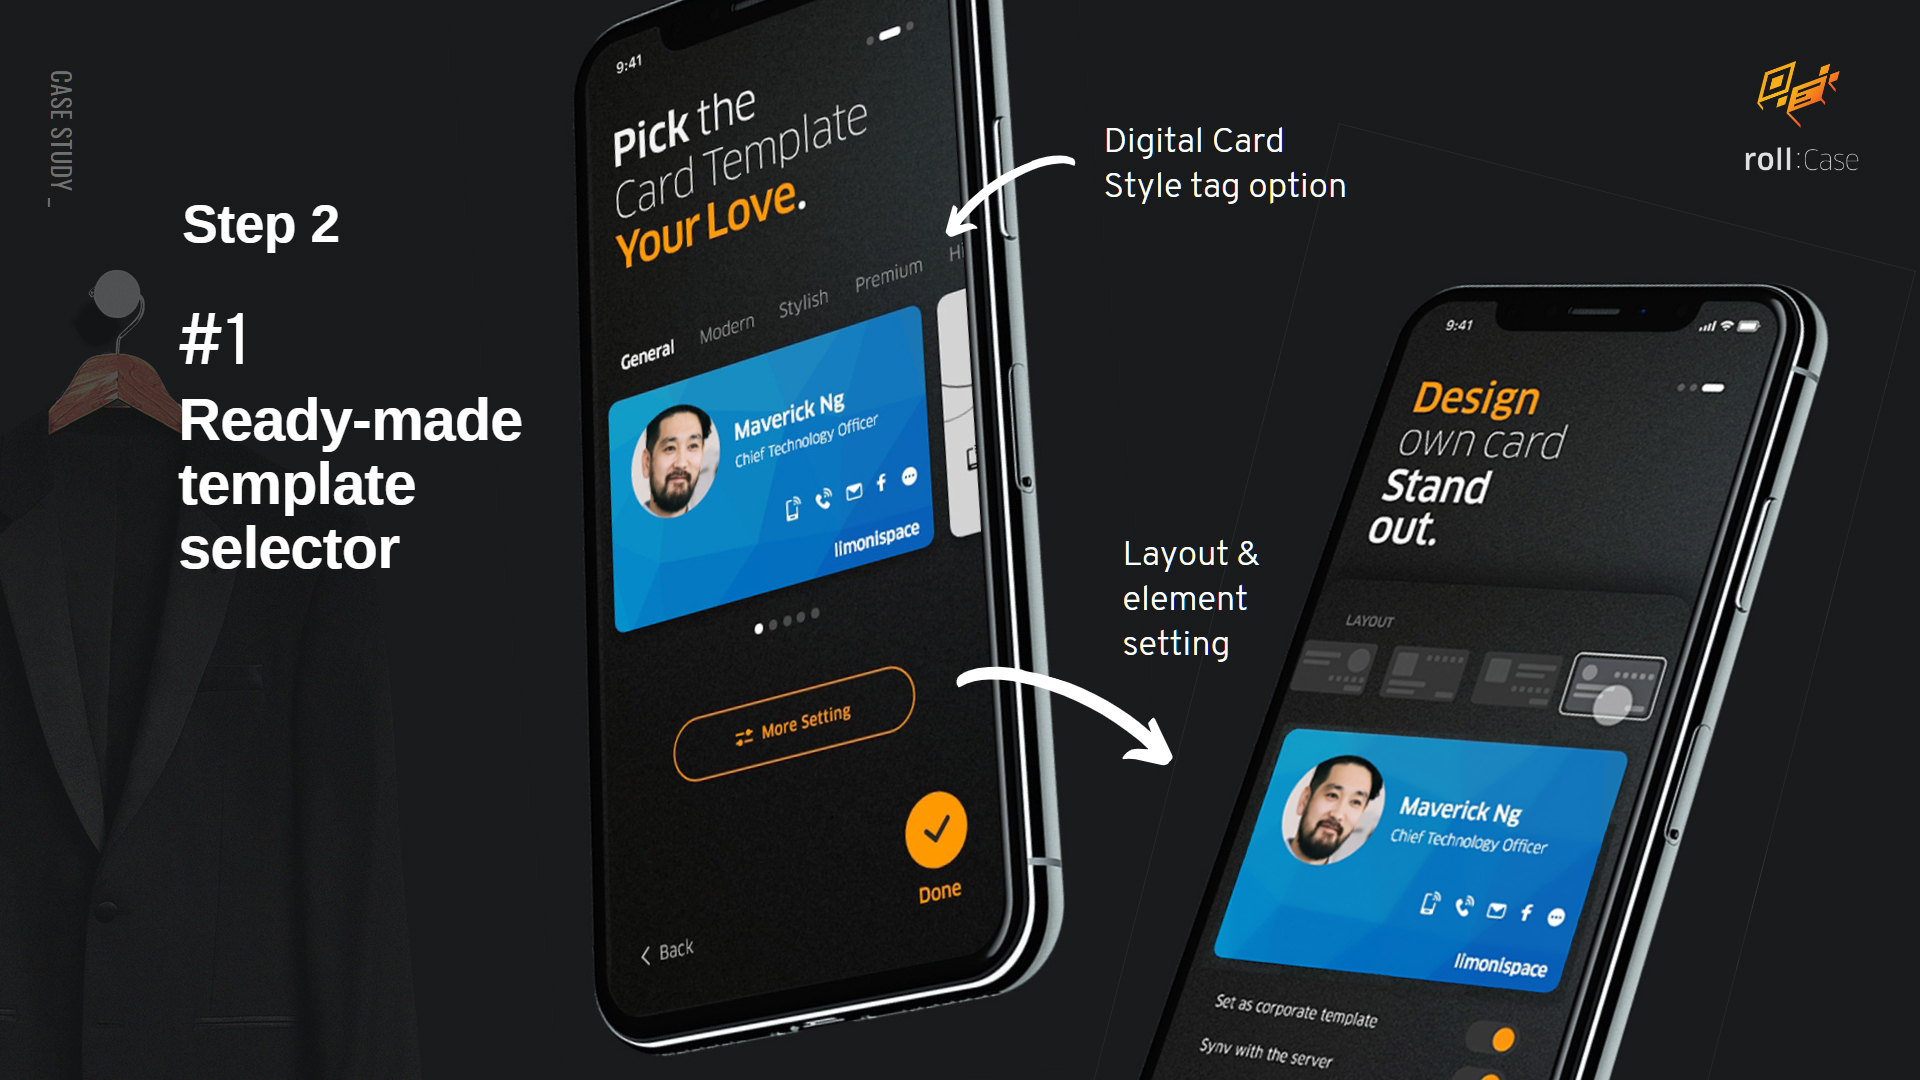 CASE STUDY _
Step 2
#1
Ready-made
template
selector
9:41
Pick the
Card Template
Your Love.
General Modern Stylish Premium Hi
Maverick Ng
Chief Technology Officer
limonispace
More Setting
Done
Back
Digital Card
Style tag option
Layout &
element
setting
roll:Case
9:41
Design
own card
Stand
out.
LAYOUT
Maverick Ng
Chief Technology Officer
limonispace
Set as corporate template
Synv with the server